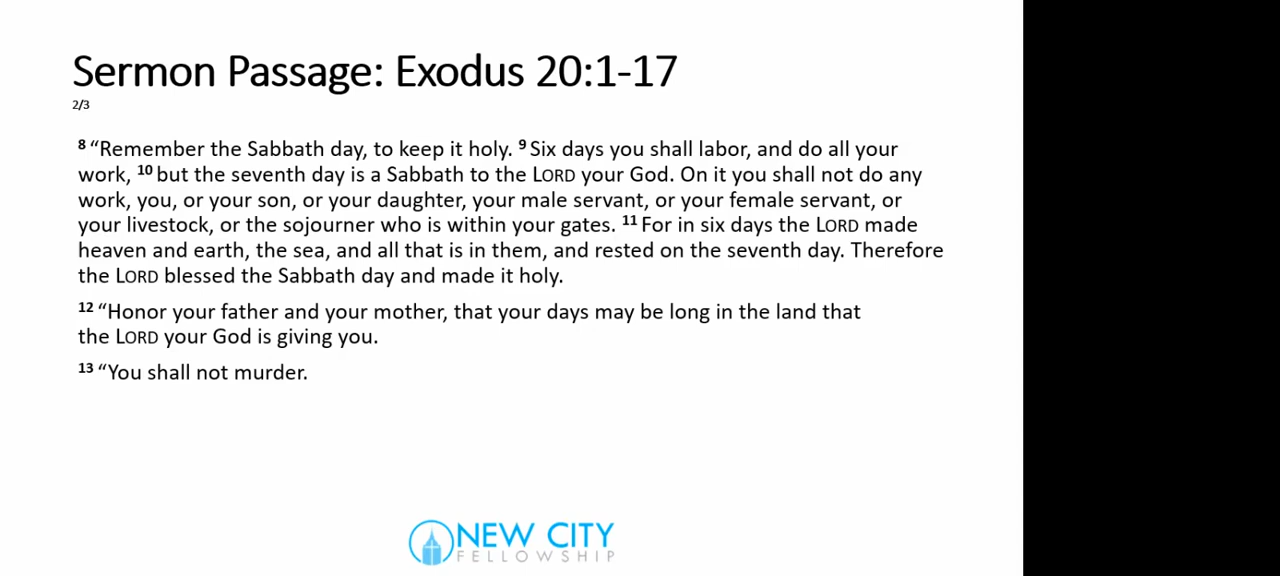 Sermon Passage: Exodus 20:1-17
2/3
8 “Remember the Sabbath day, to keep it holy. 9 Six days you shall labor, and do all your
work, 10 but the seventh day is a Sabbath to the LORD your God. On it you shall not do any
work, you, or your son, or your daughter, your male servant, or your female servant, or
your livestock, or the sojourner who is within your gates. 11 For in six days the LORD made
heaven and earth, the sea, and all that is in them, and rested on the seventh day. Therefore
the LORD blessed the Sabbath day and made it holy.
12 “Honor your father and your mother, that your days may be long in the land that
the LORD your God is giving you.
13 “You shall not murder.
NEW CITY
FELLOWSHIP